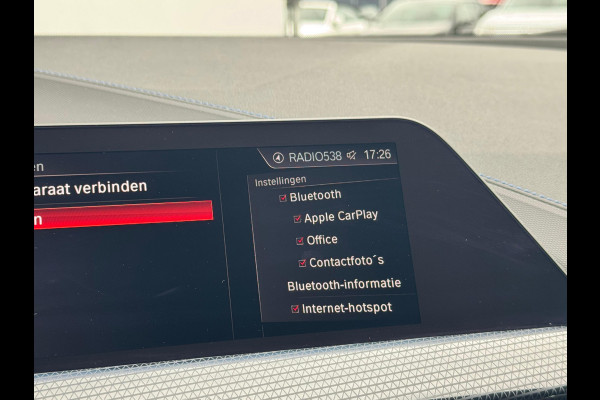 en
RADIO538 17:26
araat verbinden
n
Instellingen
Bluetooth
Apple CarPlay
Office
Contactfoto´s
Bluetooth-informatie
Internet-hotspot